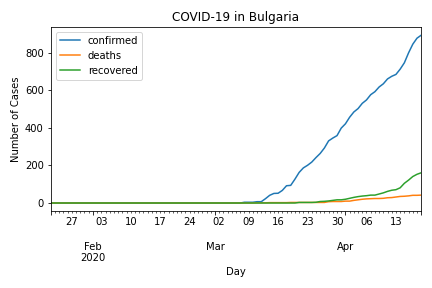 COVID-19 in Bulgaria
confirmed
deaths
recovered
Number of Cases
800
600
400
200
0
27 03 10 17 24 02 09 16 23 30 06 13
Feb Mar Apr
2020
Day